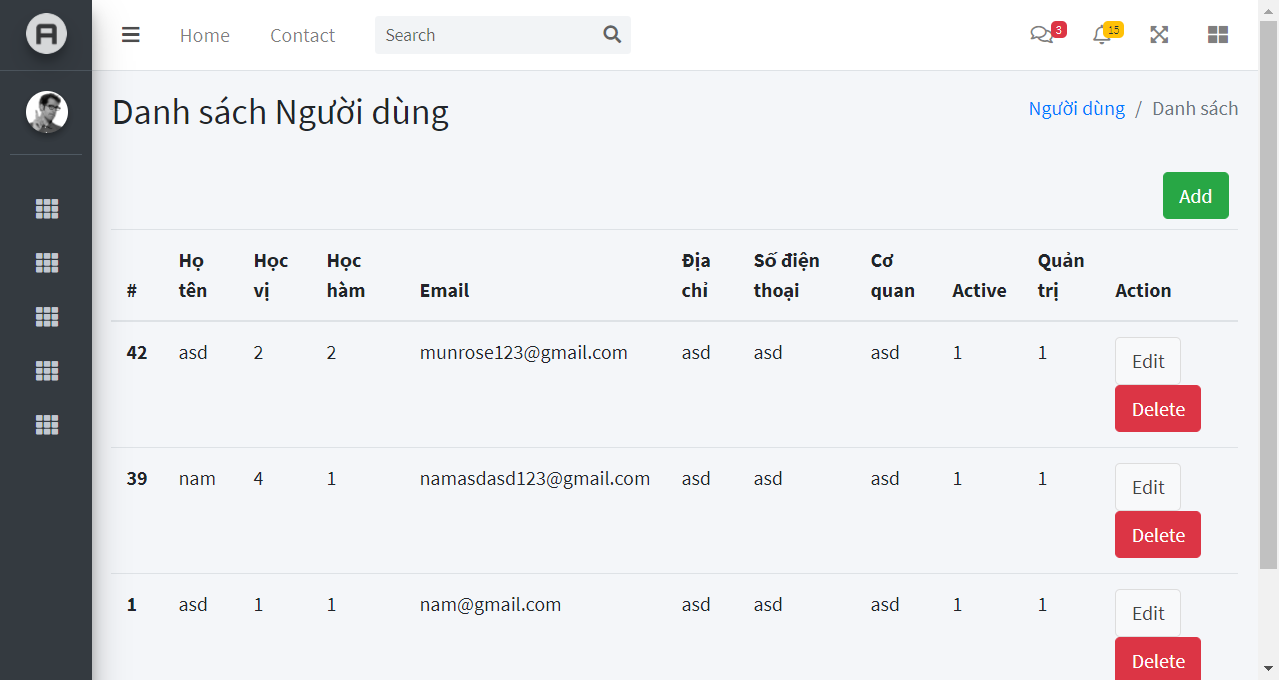 A
Home Contact Search 3 15
Danh sách Người dùng
Người dùng / Danh sách
Add
# Họ tên Học vị Học hàm Email Địa chỉ Số điện thoại Cơ quan Active Quản trị Action
42 asd 2 2 munrose123@gmail.com asd asd asd 1 1 Edit
Delete
39 nam 4 1 namasdasd123@gmail.com asd asd asd 1 1 Edit
Delete
1 asd 1 1 nam@gmail.com asd asd asd 1 1 Edit
Delete